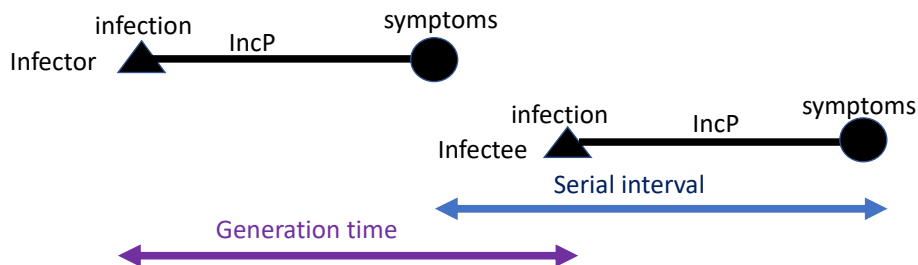 infection
symptoms
IncP
Infector
infection
symptoms
IncP
Infectee
Serial interval
Generation time